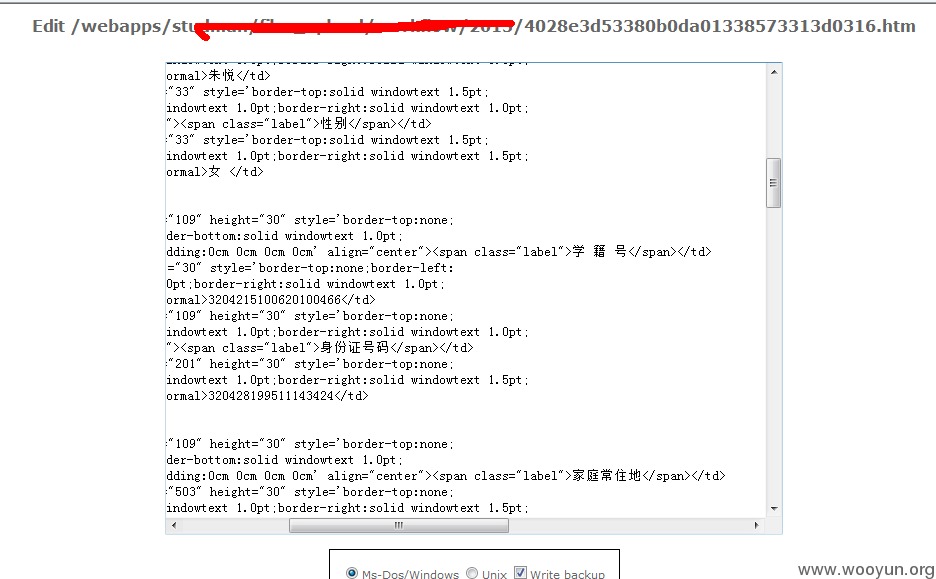 Edit /webapps/ /4028e3d53380b0da01338573313d0316.htm
ormal>朱悦</td>
="33" style='border-top:solid windowtext 1.5pt;
indowtext 1.0pt;border-right:solid windowtext 1.5pt;
"><span class="label">性别</span></td>
="33" style='border-top:solid windowtext 1.5pt;
indowtext 1.0pt;border-right:solid windowtext 1.5pt;
ormal>女 </td>
="109" height="30" style='border-top:none;
der-bottom:solid windowtext 1.0pt;
dding:0cm 0cm 0cm 0cm' align="center"><span class="label">学 籍 号</span></td>
="30" style='border-top:none;border-left:
0pt;border-right:solid windowtext 1.0pt;
ormal>3204215100620100466</td>
="109" height="30" style='border-top:none;
indowtext 1.0pt;border-right:solid windowtext 1.0pt;
"><span class="label">身份证号码</span></td>
="201" height="30" style='border-top:none;
indowtext 1.0pt;border-right:solid windowtext 1.5pt;
ormal>320428199511143424</td>
="109" height="30" style='border-top:none;
der-bottom:solid windowtext 1.0pt;
dding:0cm 0cm 0cm 0cm' align="center"><span class="label">家庭常住地</span></td>
="503" height="30" style='border-top:none;
indowtext 1.0pt;border-right:solid windowtext 1.5pt;
Ms-Dos/Windows Unix Write backup
www.wooyun.org